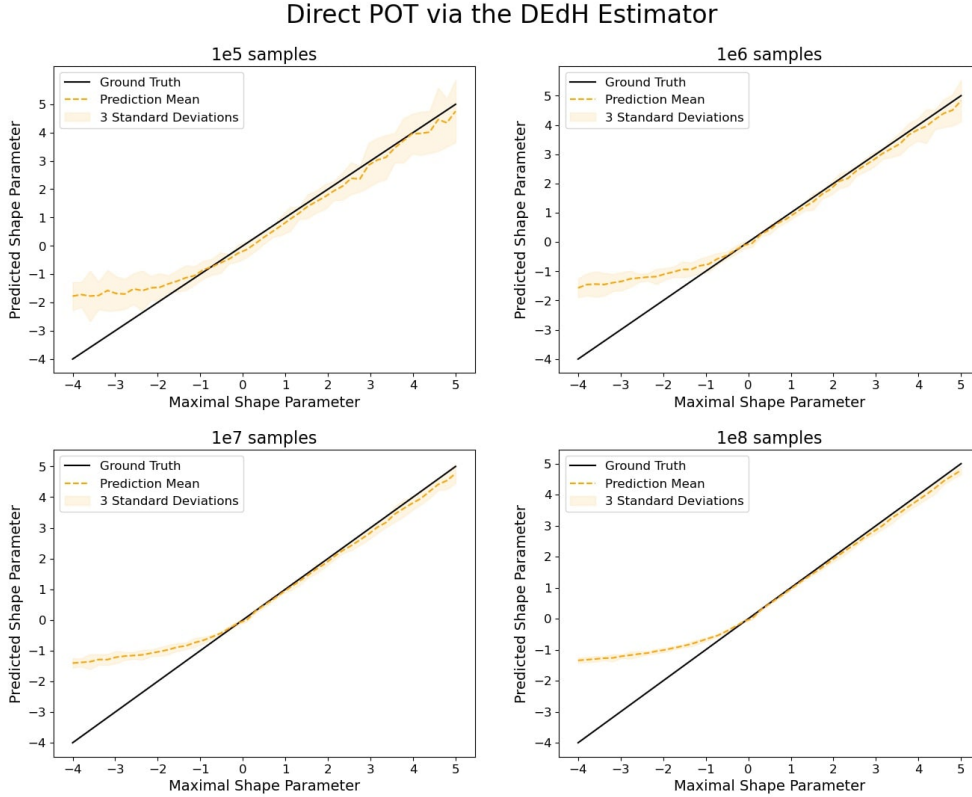 Direct POT via the DEdH Estimator
1e5 samples
Ground Truth
Prediction Mean
3 Standard Deviations
Predicted Shape Parameter
5
4
3
2
1
0
−1
−2
−3
−4
−4 −3 −2 −1 0 1 2 3 4 5
Maximal Shape Parameter
1e6 samples
Ground Truth
Prediction Mean
3 Standard Deviations
Predicted Shape Parameter
5
4
3
2
1
0
−1
−2
−3
−4
−4 −3 −2 −1 0 1 2 3 4 5
Maximal Shape Parameter
1e7 samples
Ground Truth
Prediction Mean
3 Standard Deviations
Predicted Shape Parameter
5
4
3
2
1
0
−1
−2
−3
−4
−4 −3 −2 −1 0 1 2 3 4 5
Maximal Shape Parameter
1e8 samples
Ground Truth
Prediction Mean
3 Standard Deviations
Predicted Shape Parameter
5
4
3
2
1
0
−1
−2
−3
−4
−4 −3 −2 −1 0 1 2 3 4 5
Maximal Shape Parameter